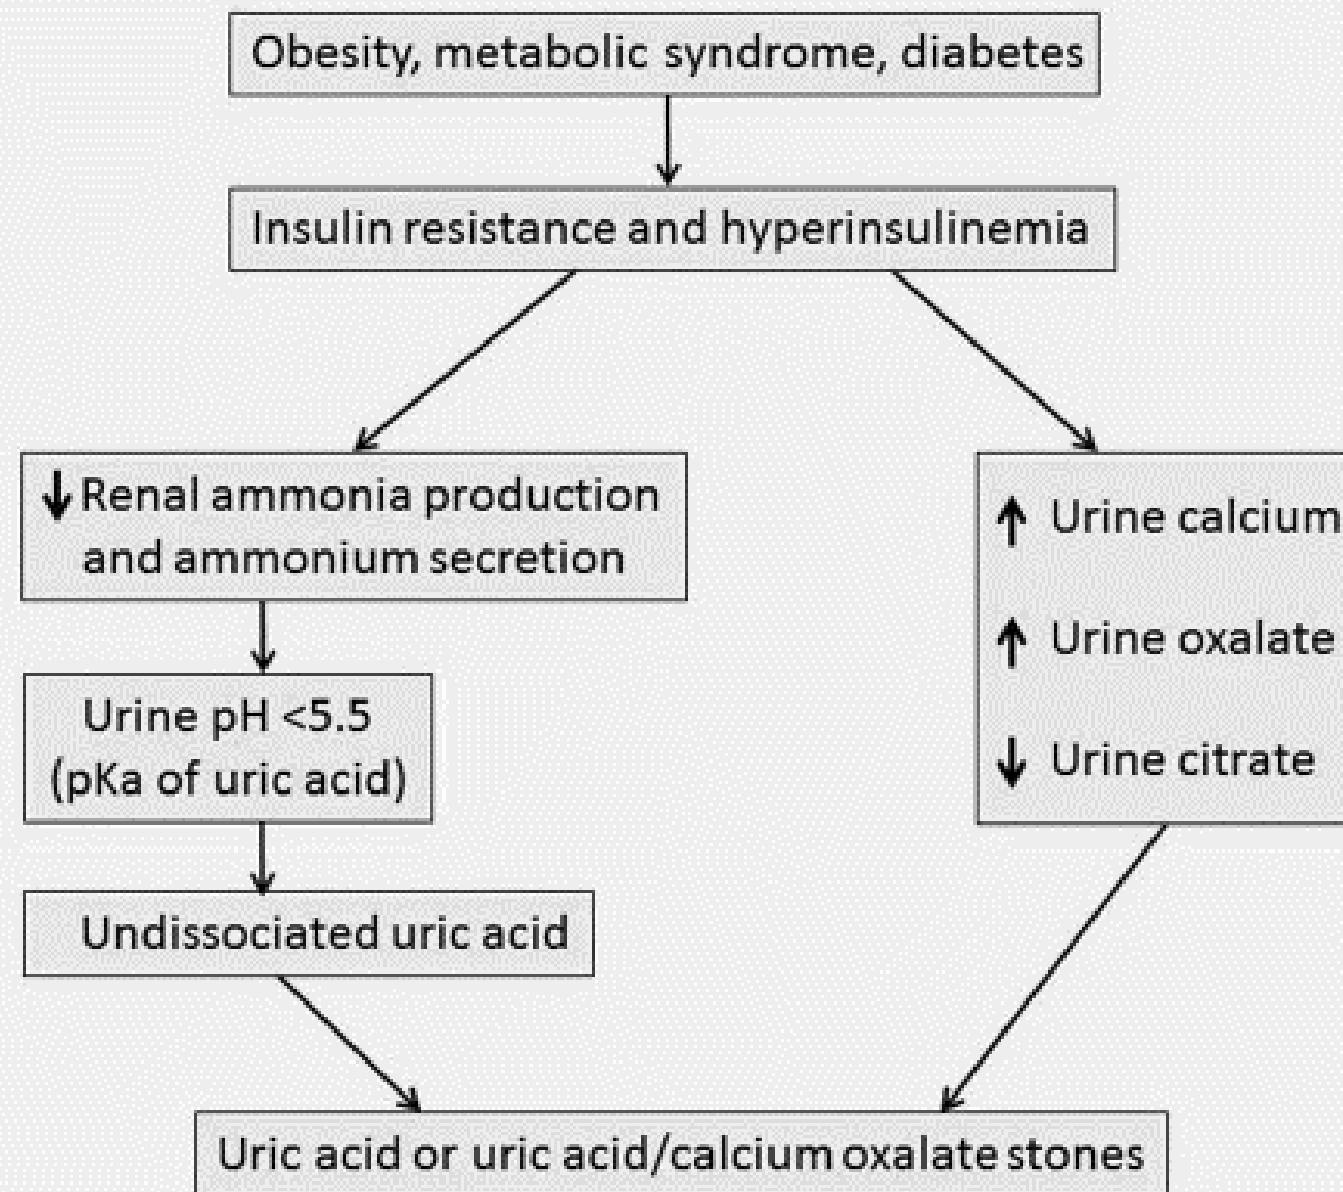 Obesity, metabolic syndrome, diabetes
Insulin resistance and hyperinsulinemia
↓ Renal ammonia production
and ammonium secretion
Urine pH <5.5
(pKa of uric acid)
Undissociated uric acid
↑ Urine calcium
↑ Urine oxalate
↓ Urine citrate
Uric acid or uric acid/calcium oxalate stones